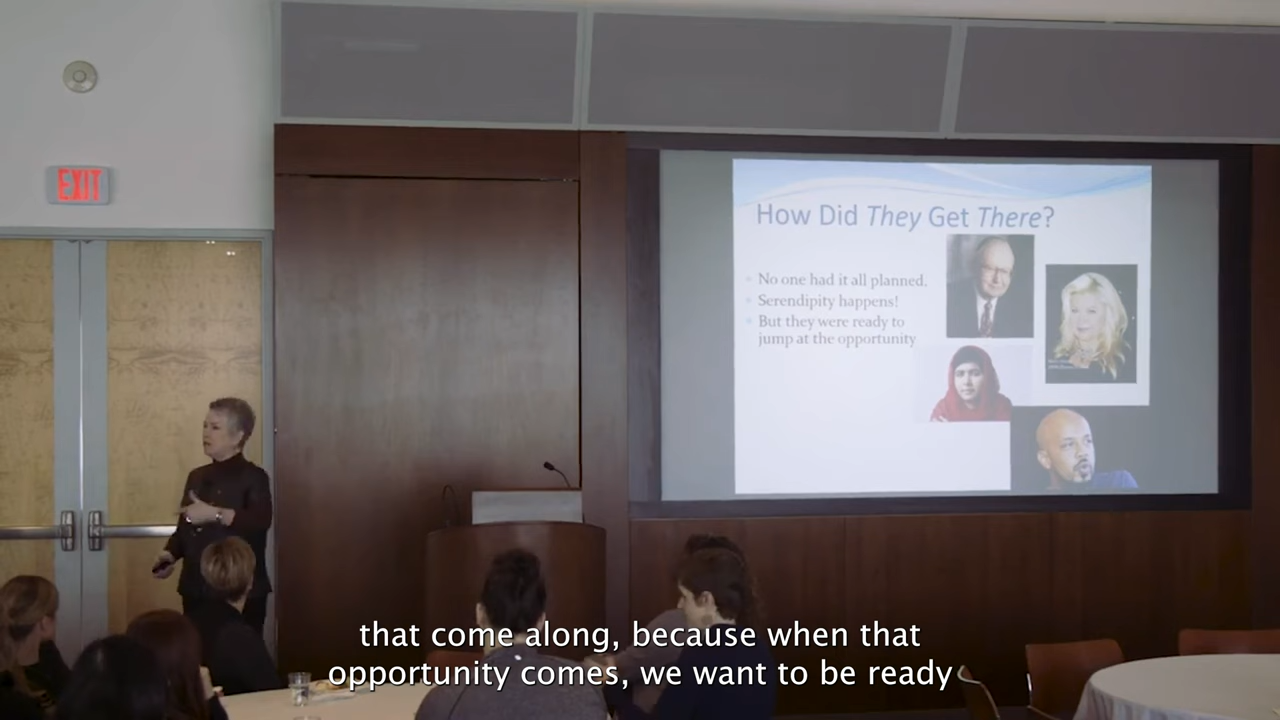 EXIT
How Did They Get There?
No one had it all planned.
Serendipity happens!
But they were ready to
jump at the opportunity
that come along, because when that
opportunity comes, we want to be ready